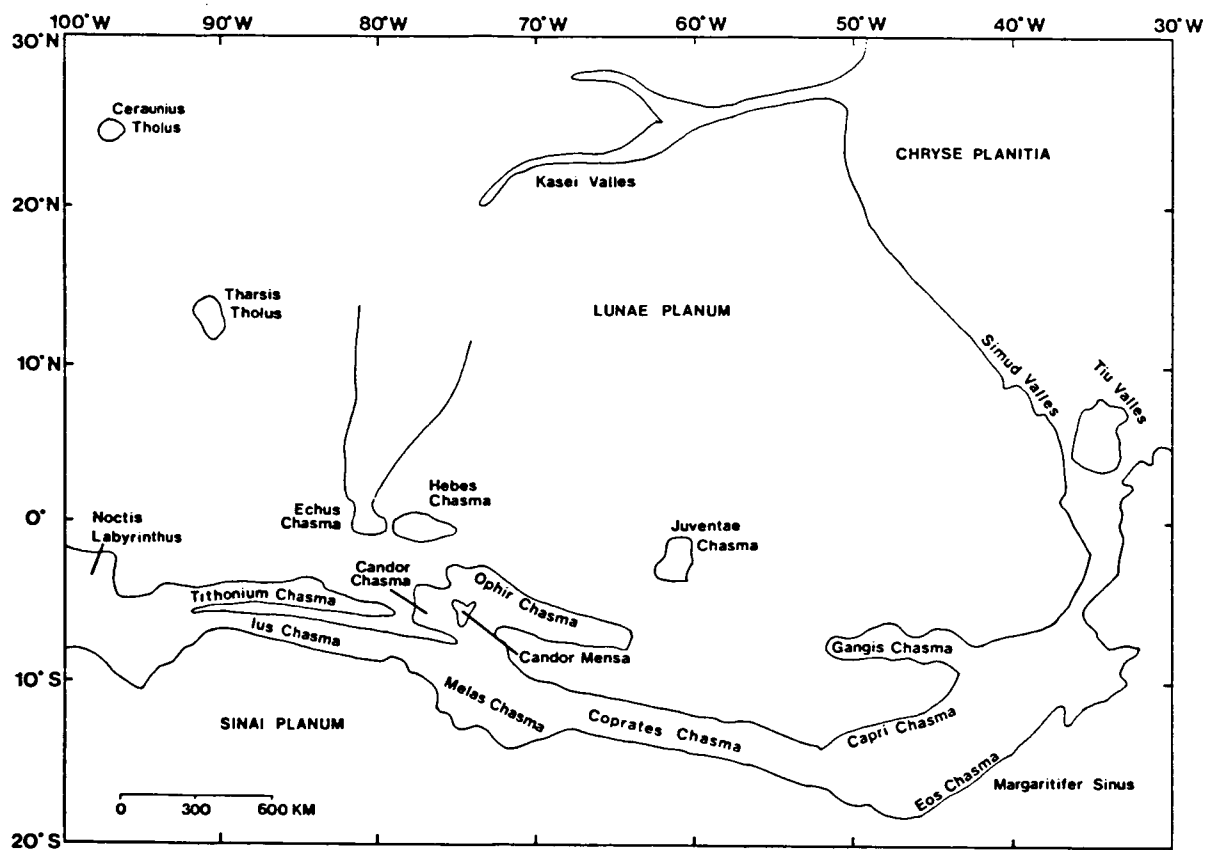 100°W 90°W 80°W 70°W 60°W 50°W 40°W 30°W
30°N
Ceraunius
Tholus
CHRYSE PLANITIA
Kasei Valles
20°N
Tharsis
Tholus
LUNAE PLANUM
10°N
Simud Valles
Tiu Valles
Hebes
Chasma
Echus
Chasma
0°
Noctis
Labyrinthus
Juventae
Chasma
Candor
Chasma
Ophir Chasma
Tithonium Chasma
Ius Chasma
Candor Mensa
Gangis Chasma
10°S
Melas Chasma
SINAI PLANUM
Coprates Chasma
Capri Chasma
Eos Chasma
Margaritifer Sinus
0 300 600 KM
20°S